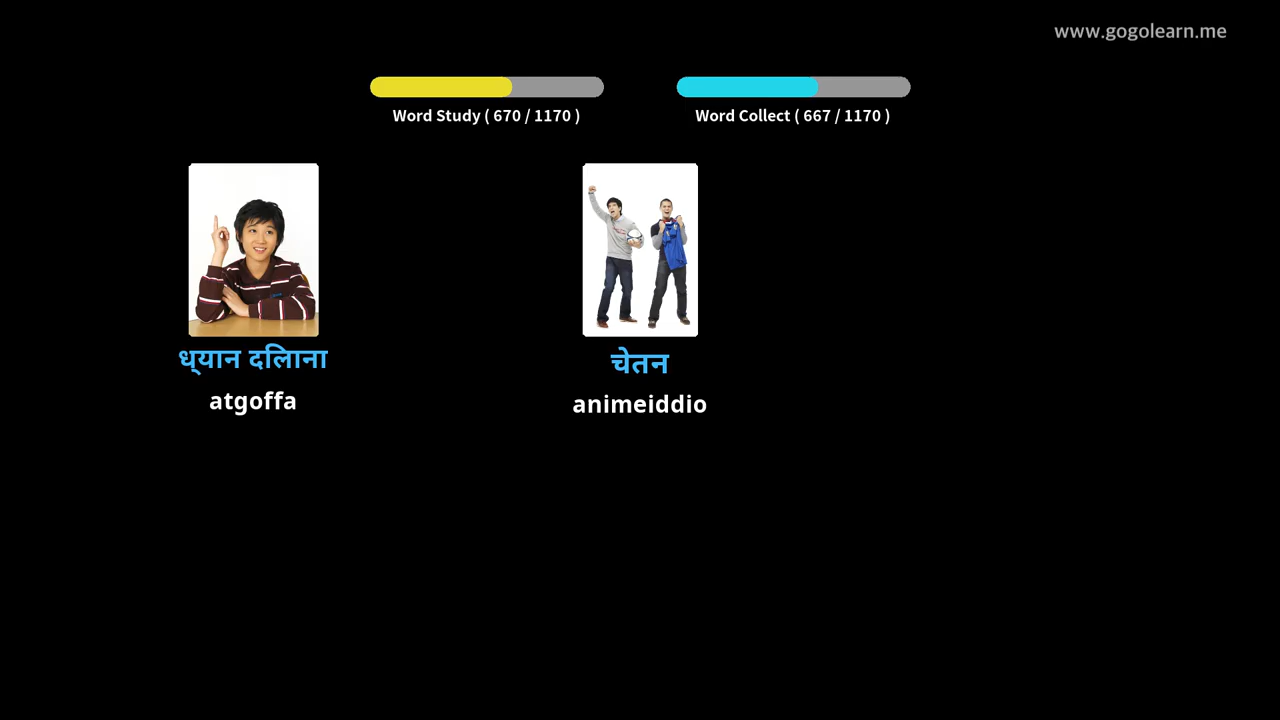 www.gogolearn.me
Word Study ( 670 / 1170 )
Word Collect ( 667 / 1170 )
ध्यान दलिाना
चेतन
atgoffa
animeiddio